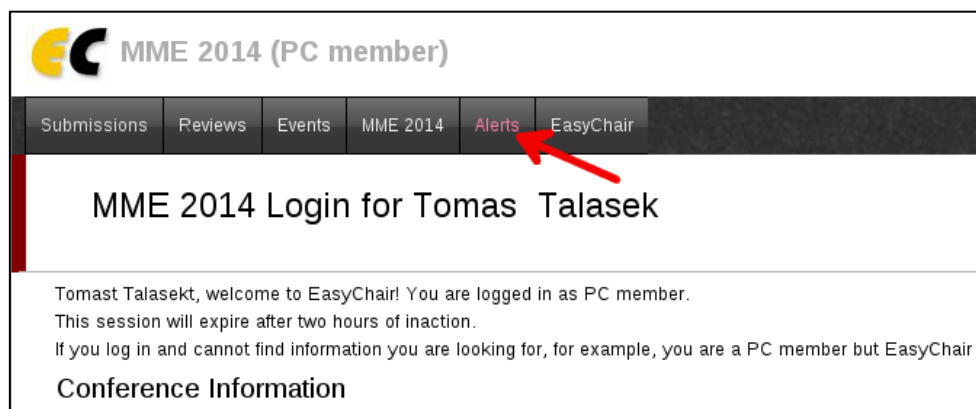 EC MME 2014 (PC member)
Submissions Reviews Events MME 2014 Alerts EasyChair
MME 2014 Login for Tomas Talasek
Tomast Talasekt, welcome to EasyChair! You are logged in as PC member.
This session will expire after two hours of inaction.
If you log in and cannot find information you are looking for, for example, you are a PC member but EasyChair
Conference Information